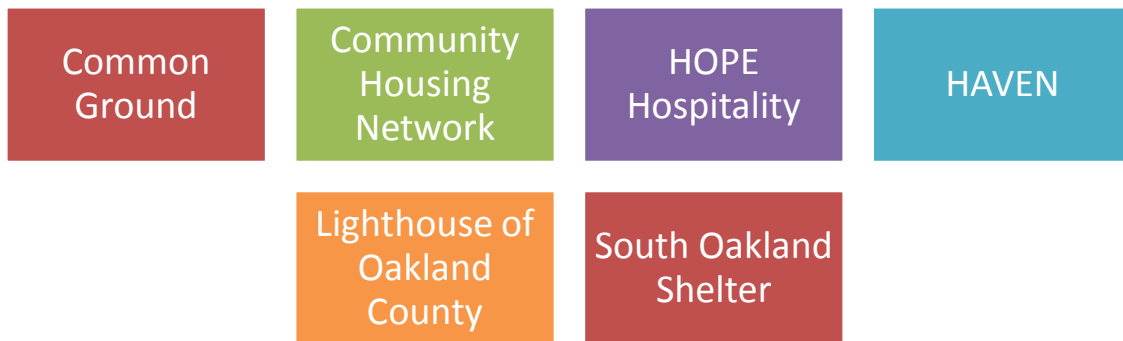 Common
Ground
Community
Housing
Network
HOPE
Hospitality
HAVEN
Lighthouse of
Oakland
County
South Oakland
Shelter